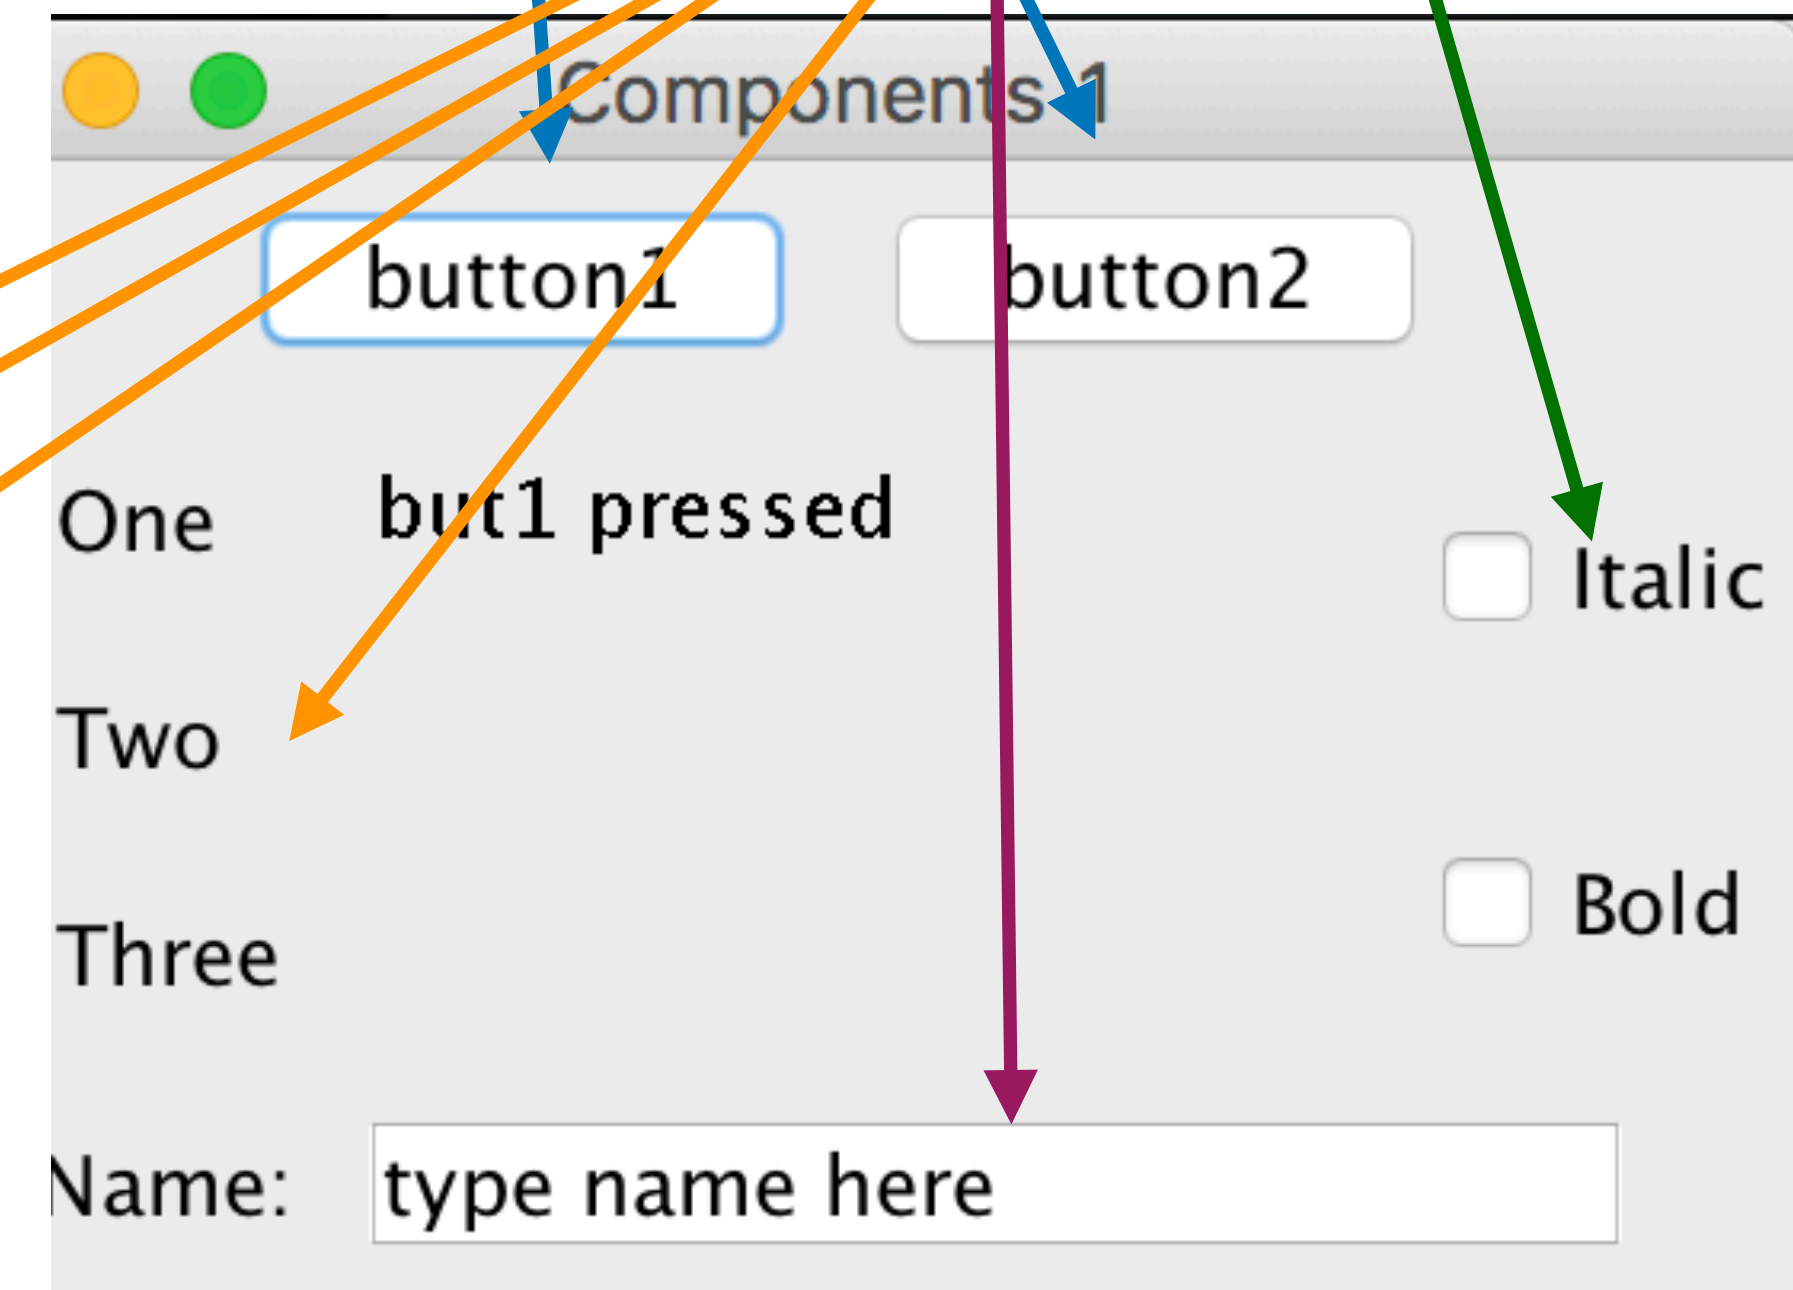 Components 1
button1 button2
One but1 pressed
Italic
Two
Bold
Three
Name: type name here